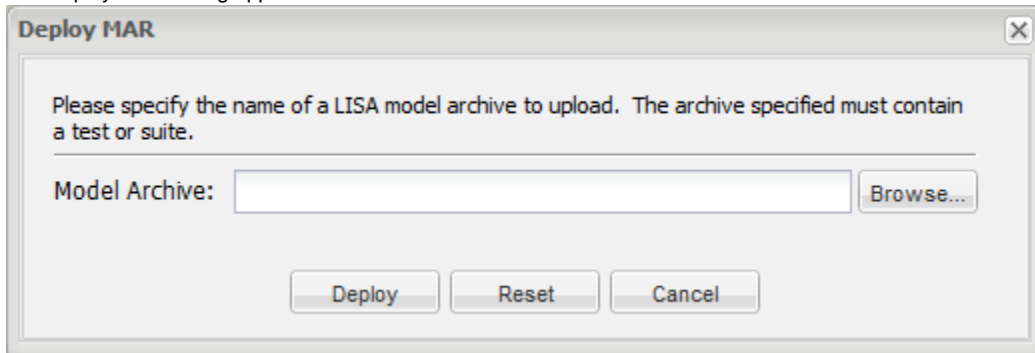 Deploy MAR
Please specify the name of a LISA model archive to upload.  The archive specified must contain
a test or suite.
Model Archive:
Browse...
Deploy Reset Cancel